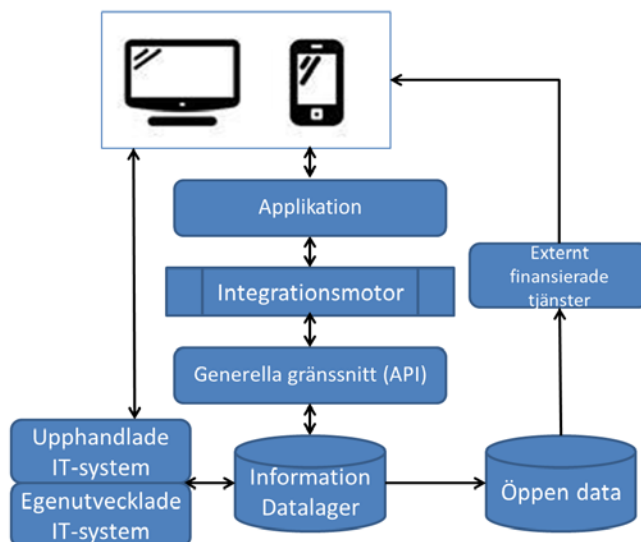 Applikation
Integrationsmotor
Externt
finansierade
tjänster
Generella gränssnitt (API)
Upphandlade
IT-system
Egenutvecklade
IT-system
Information
Datalager
Öppen data